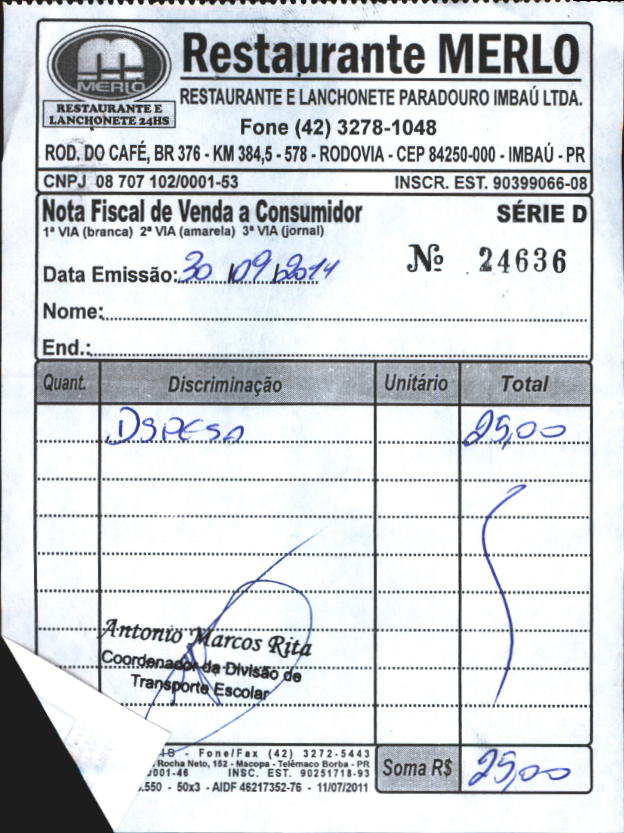 MERLO
RESTAURANTE E
LANCHONETE 24HS
Restaurante MERLO
RESTAURANTE E LANCHONETE PARADOURO IMBAÚ LTDA.
Fone (42) 3278-1048
ROD. DO CAFÉ, BR 376 - KM 384,5 - 578 - RODOVIA - CEP 84250-000 - IMBAÚ - PR
CNPJ 08 707 102/0001-53 INSCR. EST. 90399066-08
Nota Fiscal de Venda a Consumidor SÉRIE D
1ª VIA (branca) 2ª VIA (amarela) 3ª VIA (jornal)
Nº 24636
Data Emissão: 30 09 2014
Nome:
End.:
Quant. Discriminação Unitário Total
DSPESA 25,00
Antonio Marcos Rita
Coordenador da Divisão de
Transporte Escolar
- Fone/Fax (42) 3272-5443
Rocha Neto, 152 - Macopa - Telêmaco Borba - PR
001-46 INSC. EST. 90251718-93
.550 - 50x3 - AIDF 46217352-76 - 11/07/2011
Soma R$ 25,00